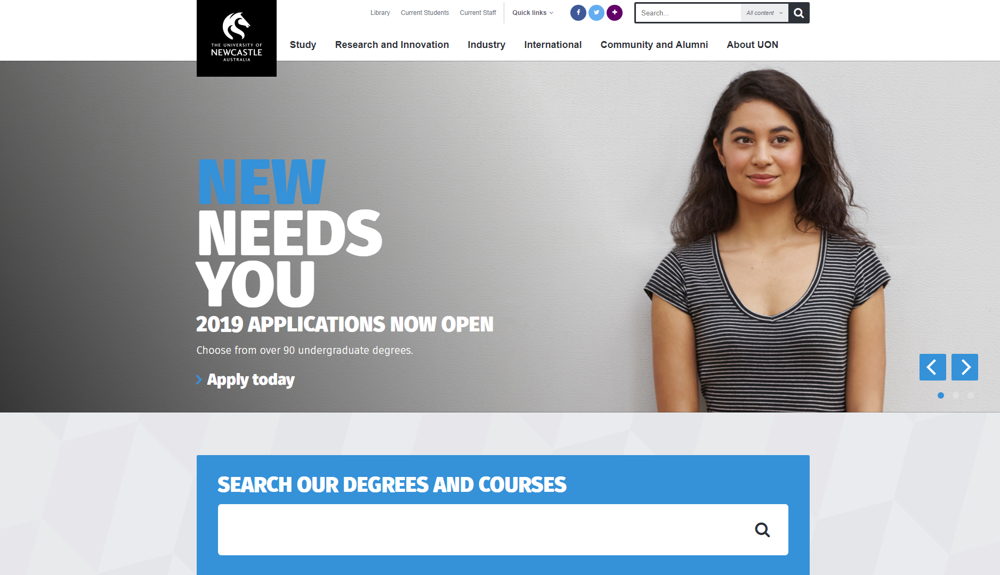 THE UNIVERSITY OF
NEWCASTLE
AUSTRALIA
Library Current Students Current Staff Quick links
Search... All content
Study Research and Innovation Industry International Community and Alumni About UON
NEW
NEEDS
YOU
2019 APPLICATIONS NOW OPEN
Choose from over 90 undergraduate degrees.
Apply today
SEARCH OUR DEGREES AND COURSES